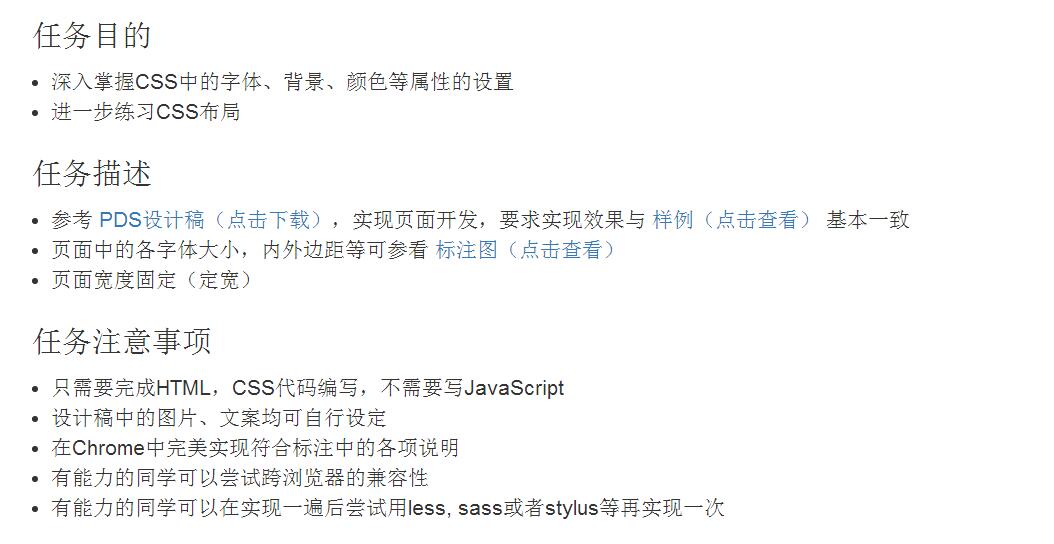 任务目的
深入掌握CSS中的字体、背景、颜色等属性的设置
进一步练习CSS布局
任务描述
参考 PDS设计稿（点击下载），实现页面开发，要求实现效果与 样例（点击查看） 基本一致
页面中的各字体大小，内外边距等可参看 标注图（点击查看）
页面宽度固定（定宽）
任务注意事项
只需要完成HTML，CSS代码编写，不需要写JavaScript
设计稿中的图片、文案均可自行设定
在Chrome中完美实现符合标注中的各项说明
有能力的同学可以尝试跨浏览器的兼容性
有能力的同学可以在实现一遍后尝试用less, sass或者stylus等再实现一次